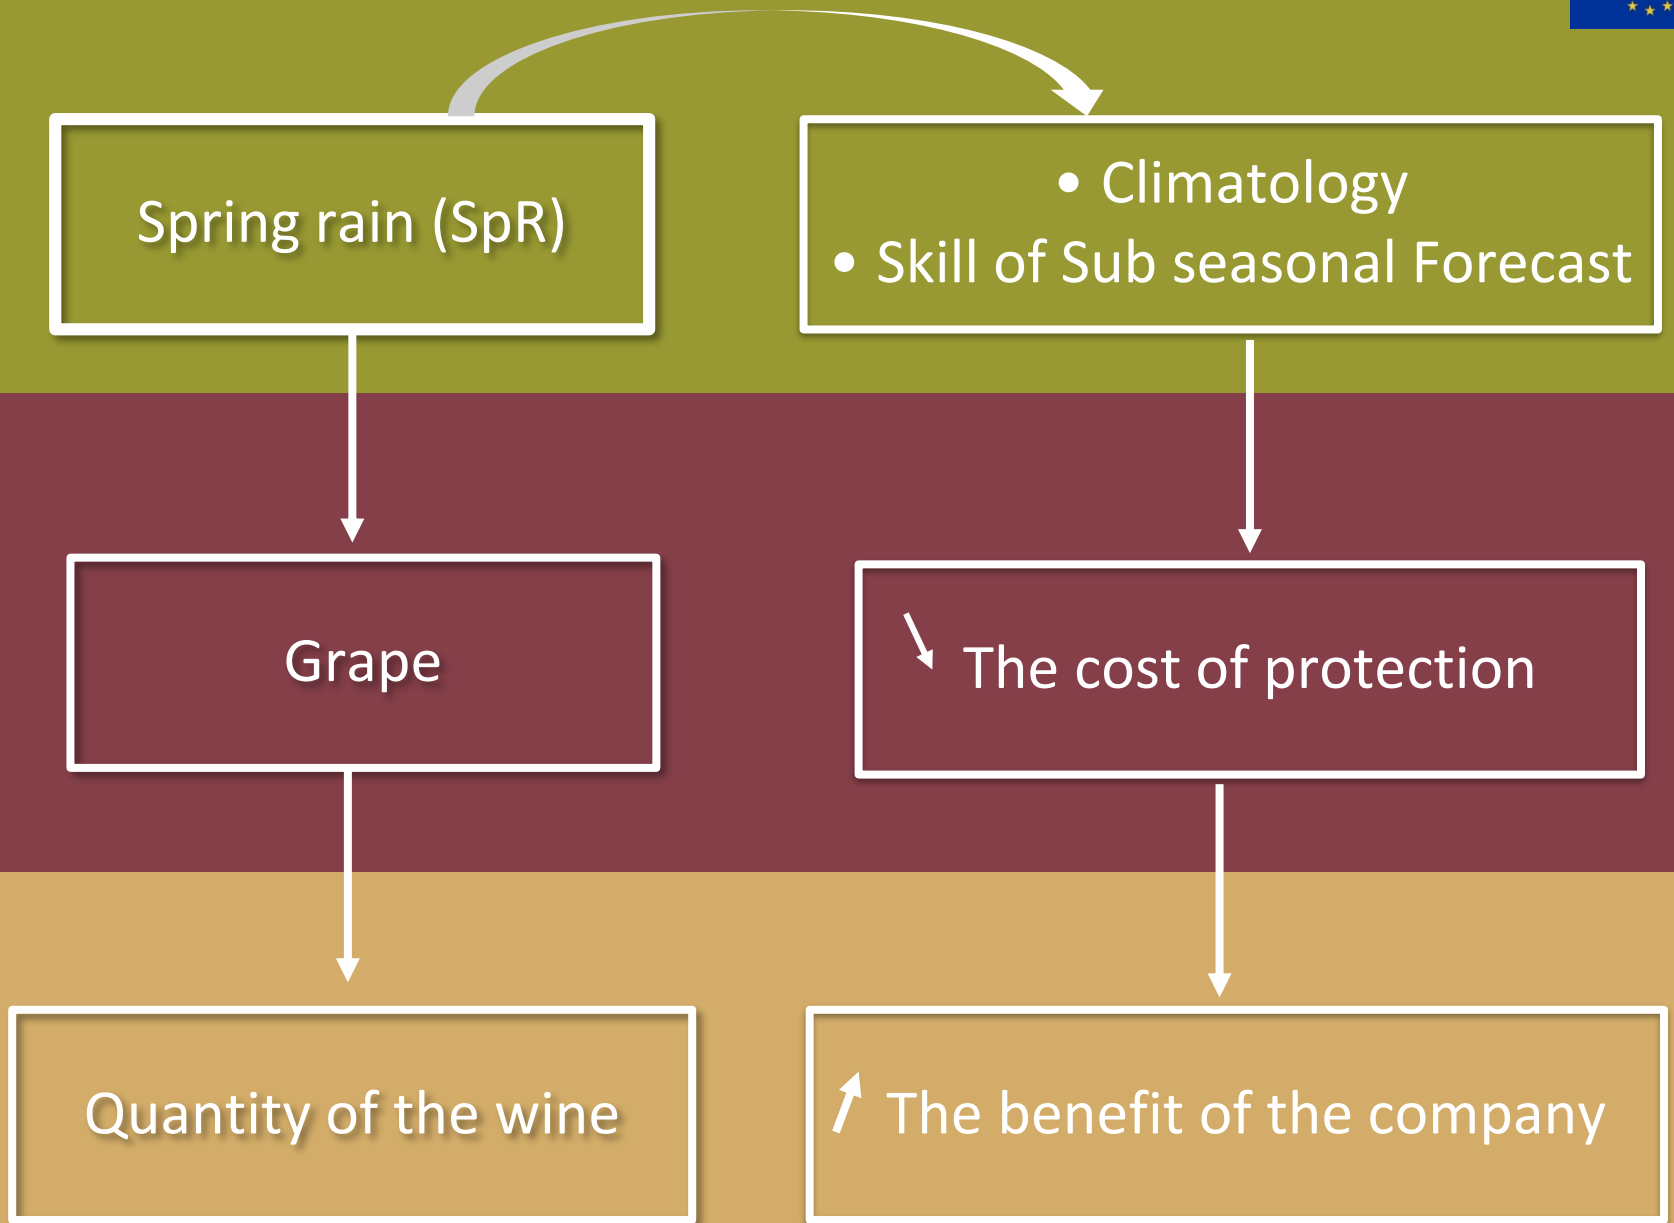 Spring rain (SpR)
• Climatology
• Skill of Sub seasonal Forecast
Grape
The cost of protection
Quantity of the wine
The benefit of the company